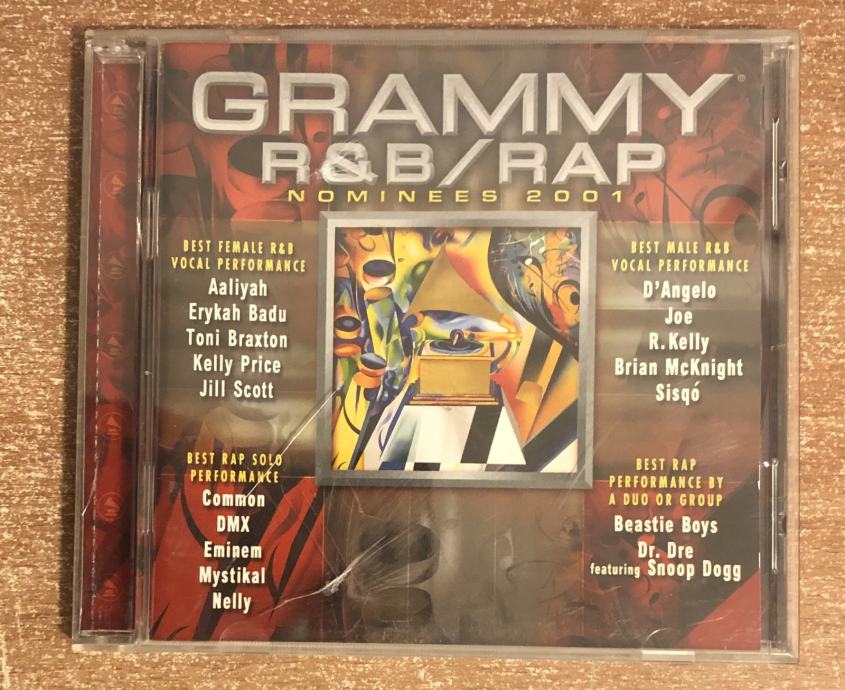 GRAMMY®
R&B/RAP
NOMINEES 2001
BEST FEMALE R&B
VOCAL PERFORMANCE
Aaliyah
Erykah Badu
Toni Braxton
Kelly Price
Jill Scott
BEST MALE R&B
VOCAL PERFORMANCE
D'Angelo
Joe
R.Kelly
Brian McKnight
Sisqó
BEST RAP SOLO
PERFORMANCE
Common
DMX
Eminem
Mystikal
Nelly
BEST RAP
PERFORMANCE BY
A DUO OR GROUP
Beastie Boys
Dr. Dre
featuring Snoop Dogg